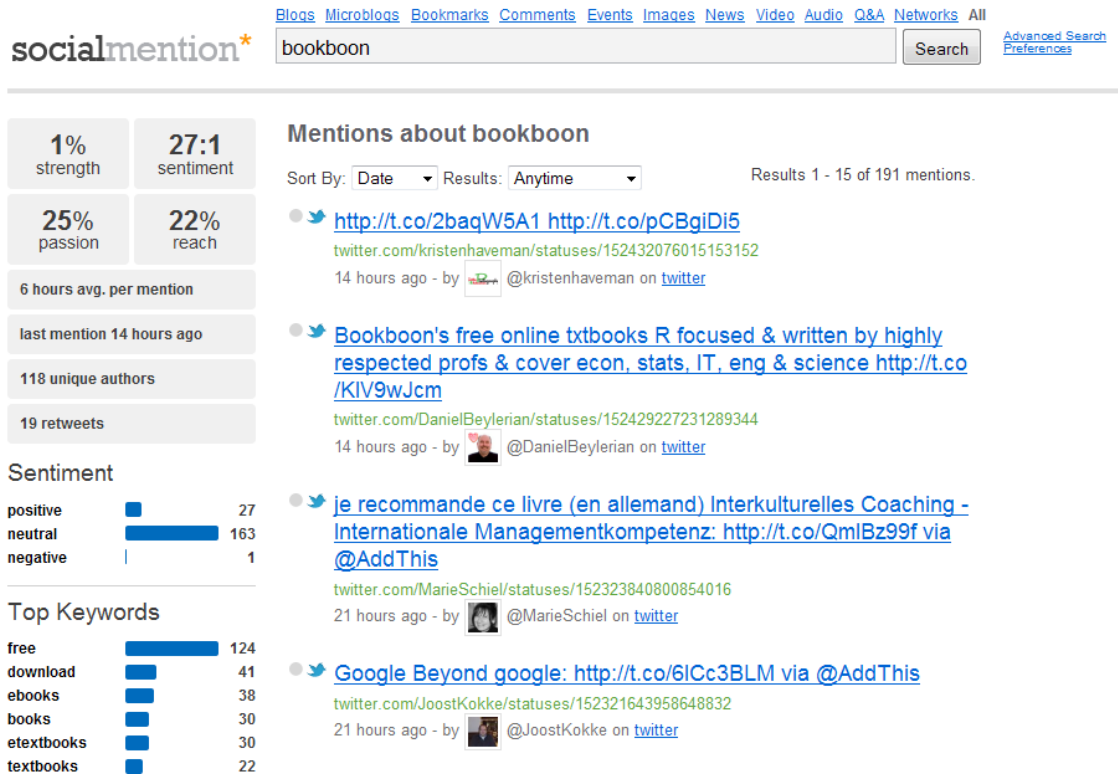 Blogs Microblogs Bookmarks Comments Events Images News Video Audio Q&A Networks All
socialmention*
bookboon
Search
Advanced Search
Preferences
1%
strength
27:1
sentiment
25%
passion
22%
reach
6 hours avg. per mention
last mention 14 hours ago
118 unique authors
19 retweets
Sentiment
positive 27
neutral 163
negative 1
Top Keywords
free 124
download 41
ebooks 38
books 30
etextbooks 30
textbooks 22
Mentions about bookboon
Sort By: Date Results: Anytime
Results 1 - 15 of 191 mentions.
http://t.co/2baqW5A1 http://t.co/pCBgiDi5
twitter.com/kristenhaveman/statuses/152432076015153152
14 hours ago - by @kristenhaveman on twitter
Bookboon's free online txtbooks R focused & written by highly
respected profs & cover econ, stats, IT, eng & science http://t.co
/KIV9wJcm
twitter.com/DanielBeylerian/statuses/152429227231289344
14 hours ago - by @DanielBeylerian on twitter
je recommande ce livre (en allemand) Interkulturelles Coaching -
Internationale Managementkompetenz: http://t.co/QmIBz99f via
@AddThis
twitter.com/MarieSchiel/statuses/152323840800854016
21 hours ago - by @MarieSchiel on twitter
Google Beyond google: http://t.co/6ICc3BLM via @AddThis
twitter.com/JoostKokke/statuses/152321643958648832
21 hours ago - by @JoostKokke on twitter